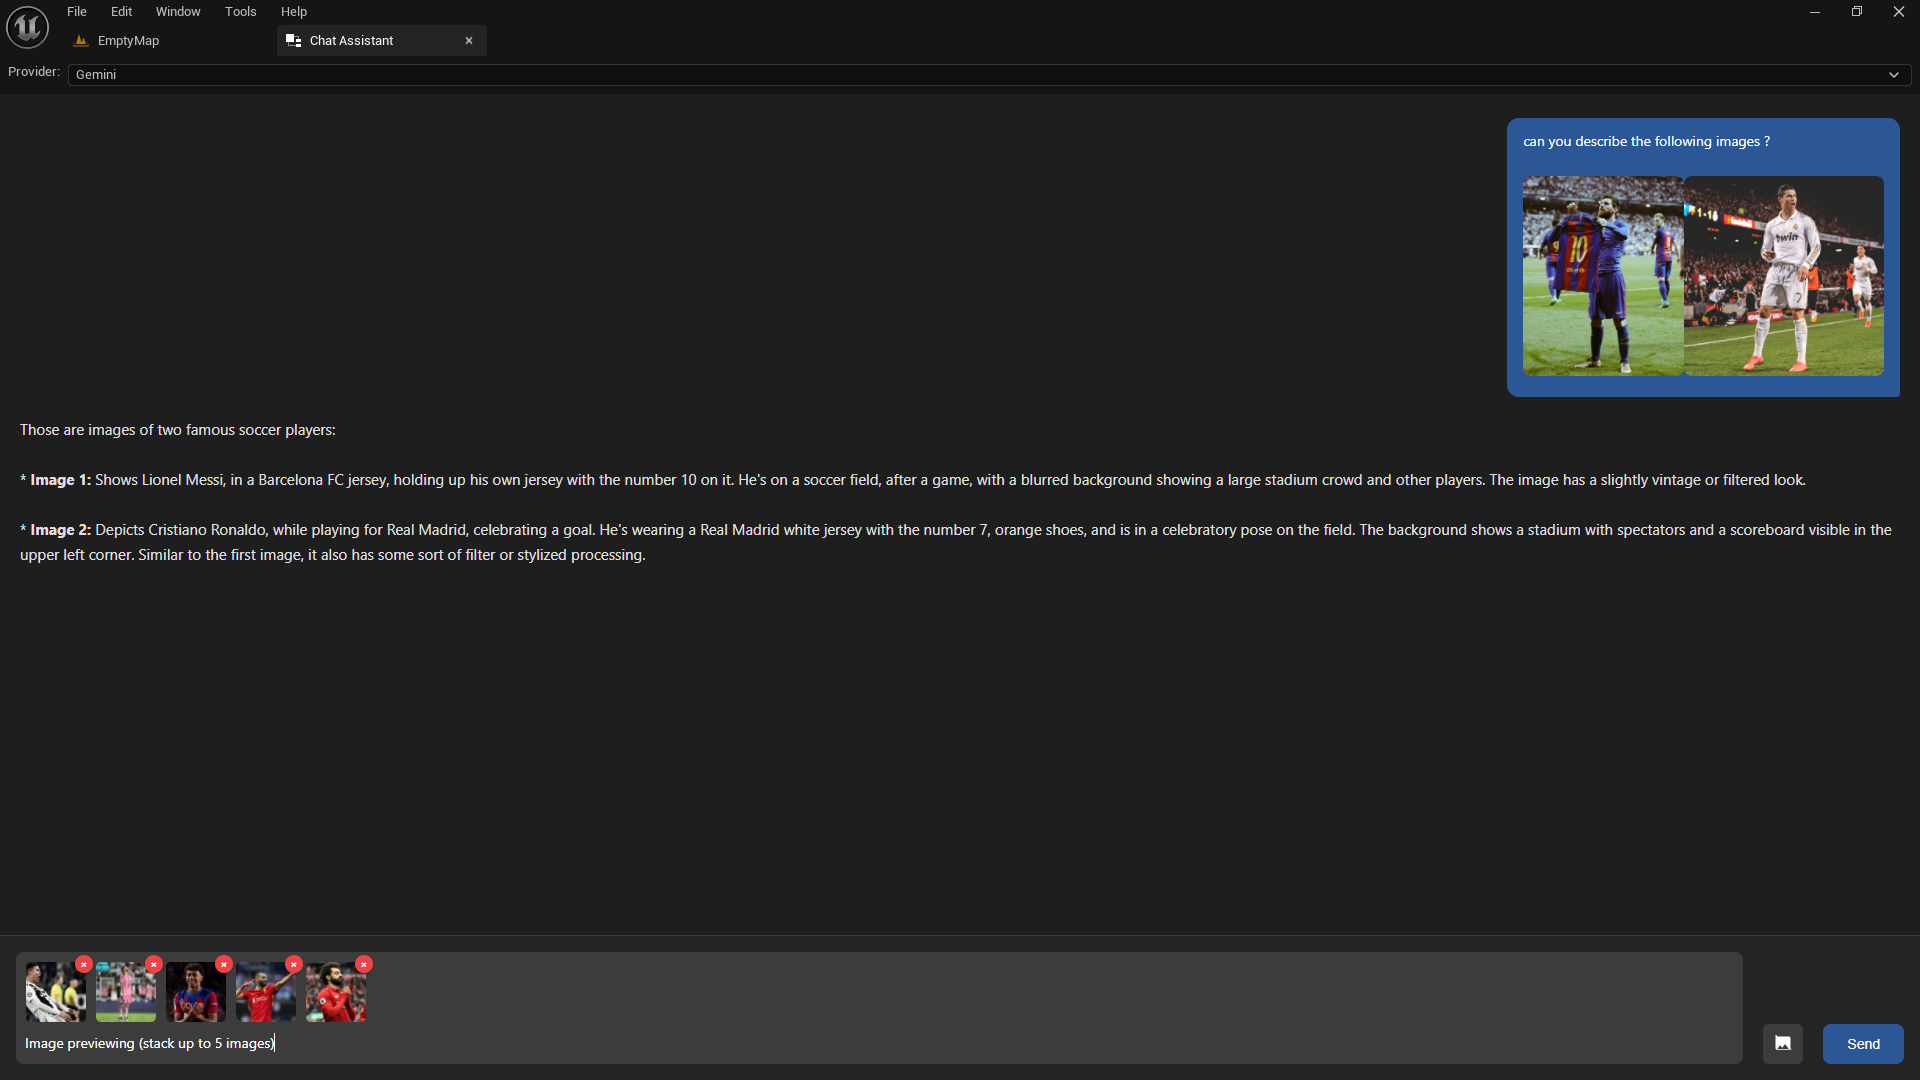 File Edit Window Tools Help
EmptyMap
Chat Assistant
Provider: Gemini
can you describe the following images ?
10
1-16
twin
7
Those are images of two famous soccer players:
* Image 1: Shows Lionel Messi, in a Barcelona FC jersey, holding up his own jersey with the number 10 on it. He's on a soccer field, after a game, with a blurred background showing a large stadium crowd and other players. The image has a slightly vintage or filtered look.
* Image 2: Depicts Cristiano Ronaldo, while playing for Real Madrid, celebrating a goal. He's wearing a Real Madrid white jersey with the number 7, orange shoes, and is in a celebratory pose on the field. The background shows a stadium with spectators and a scoreboard visible in the
upper left corner. Similar to the first image, it also has some sort of filter or stylized processing.
Image previewing (stack up to 5 images)
Send